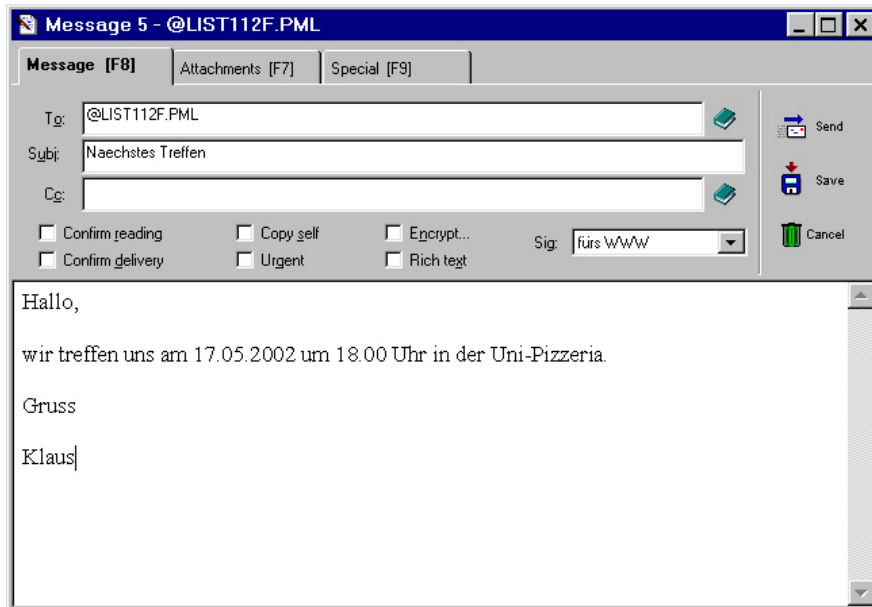 Message 5 - @LIST112F.PML
Message [F8] Attachments [F7] Special [F9]
To: @LIST112F.PML
Subj: Naechstes Treffen
Cc:
Send
Save
Cancel
Confirm reading Copy self Encrypt...
Confirm delivery Urgent Rich text
Sig: fürs WWW
Hallo,
wir treffen uns am 17.05.2002 um 18.00 Uhr in der Uni-Pizzeria.
Gruss
Klaus